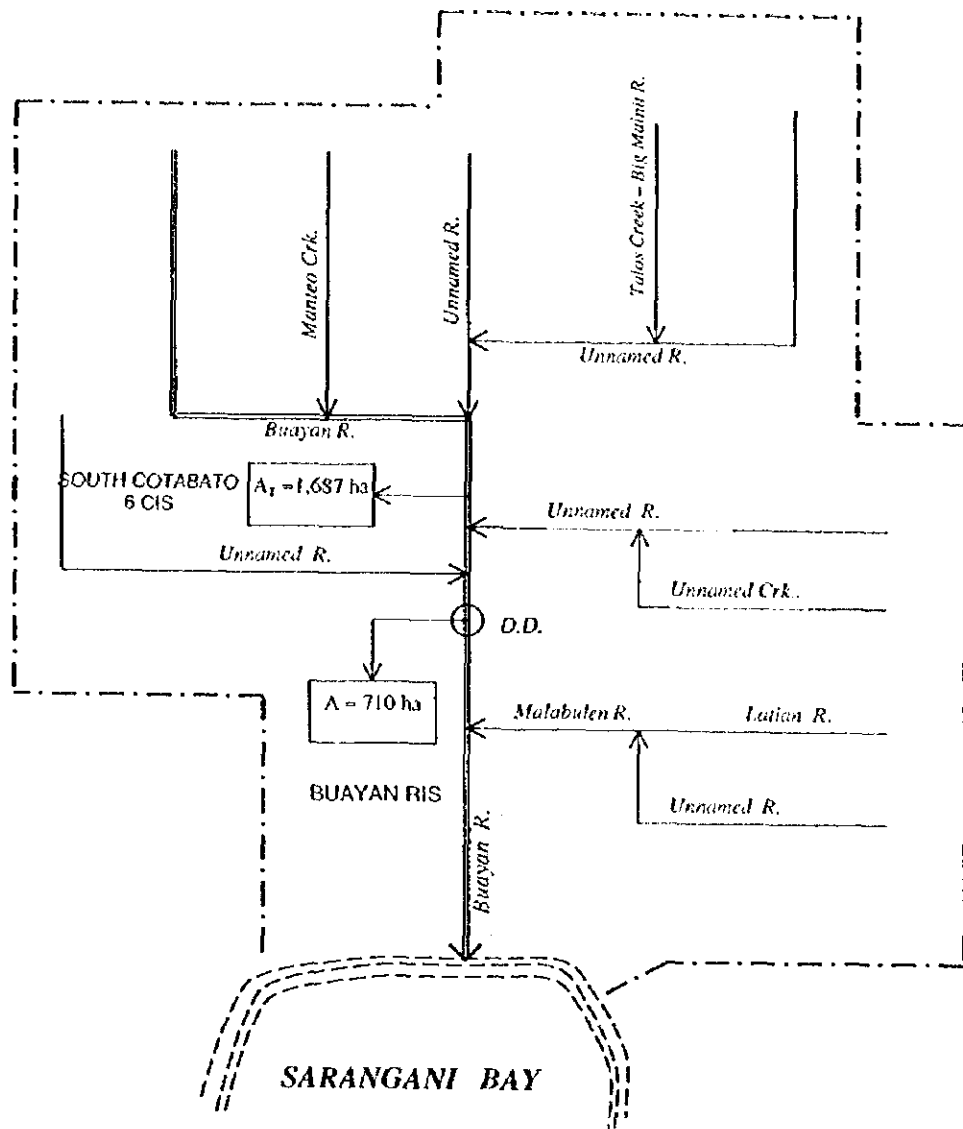 Talos Creek - Big Mainit R.
Manteo Crk.
Unnamed R.
Unnamed R.
Buayan R.
SOUTH COTABATO
6 CIS
A₁ = 1,687 ha
Unnamed R.
Unnamed R.
Unnamed Crk.
D.D.
A = 710 ha
Malabulen R.
Latian R.
BUAYAN RIS
Unnamed R.
Buayan R.
SARANGANI BAY